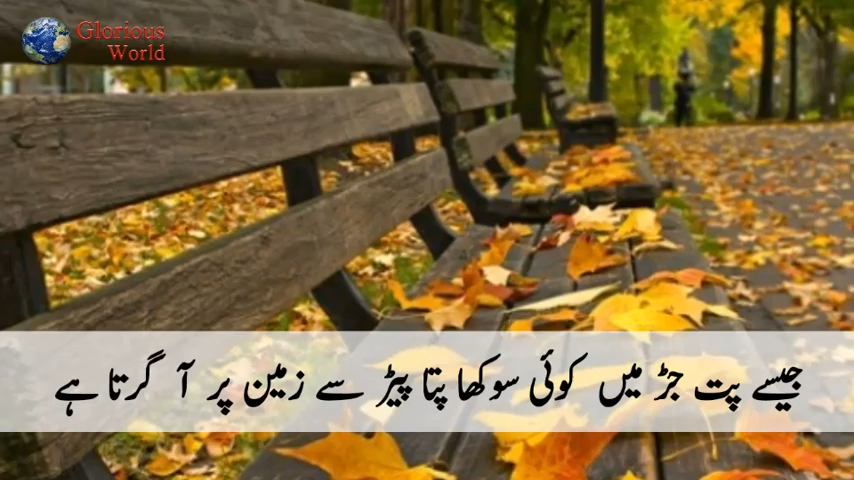 Glorious
World
جیسے پت جڑ میں کوئی سوکھا پتا پیڑ سے زمین پر آ گرتا ہے